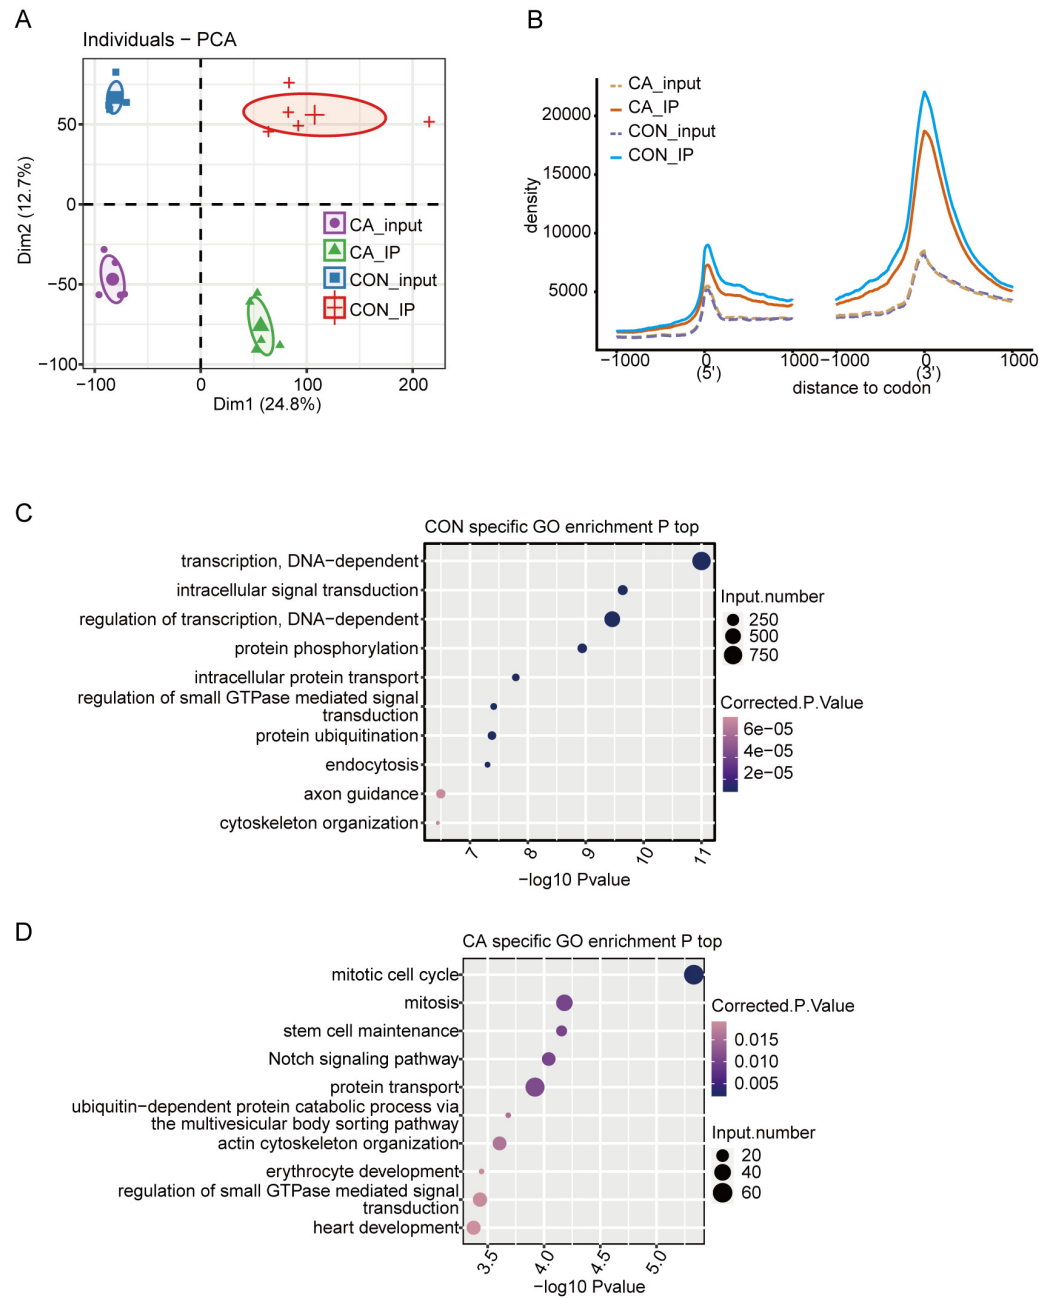 A
Individuals − PCA
Dim2 (12.7%)
50
0
−50
−100
CA_input
CA_IP
CON_input
CON_IP
−100
0
100
200
Dim1 (24.8%)
B
density
20000
15000
10000
5000
CA_input
CA_IP
CON_input
CON_IP
−1000
0
1000
−1000
0
1000
(5')
(3')
distance to codon
C
CON specific GO enrichment P top
transcription, DNA−dependent
intracellular signal transduction
regulation of transcription, DNA−dependent
protein phosphorylation
intracellular protein transport
regulation of small GTPase mediated signal
transduction
protein ubiquitination
endocytosis
axon guidance
cytoskeleton organization
7
8
9
10
11
−log10 Pvalue
Input.number
250
500
750
Corrected.P.Value
6e−05
4e−05
2e−05
D
CA specific GO enrichment P top
mitotic cell cycle
mitosis
stem cell maintenance
Notch signaling pathway
protein transport
ubiquitin−dependent protein catabolic process via
the multivesicular body sorting pathway
actin cytoskeleton organization
erythrocyte development
regulation of small GTPase mediated signal
transduction
heart development
3.5
4.0
4.5
5.0
−log10 Pvalue
Corrected.P.Value
0.015
0.010
0.005
Input.number
20
40
60